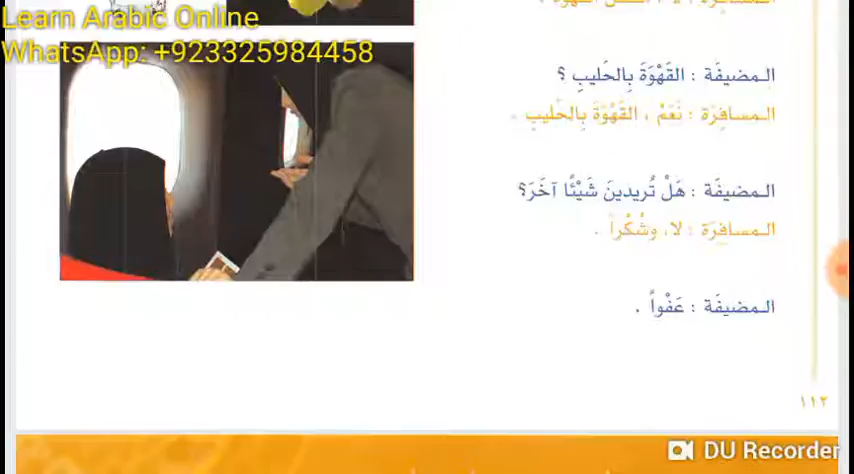 Learn Arabic Online
WhatsApp: +923325984458
المضيفَة : القَهْوَةَ بِالحَليبِ ؟
المسافِرَة : نَعَمْ ، القَهْوَةَ بِالحَليبِ .
المضيفَة : هَلْ تُريدينَ شَيْئًا آخَرَ؟
المسافِرَة : لا، وشُكْراً .
المضيفَة : عَفْواً .
١١٢
DU Recorder